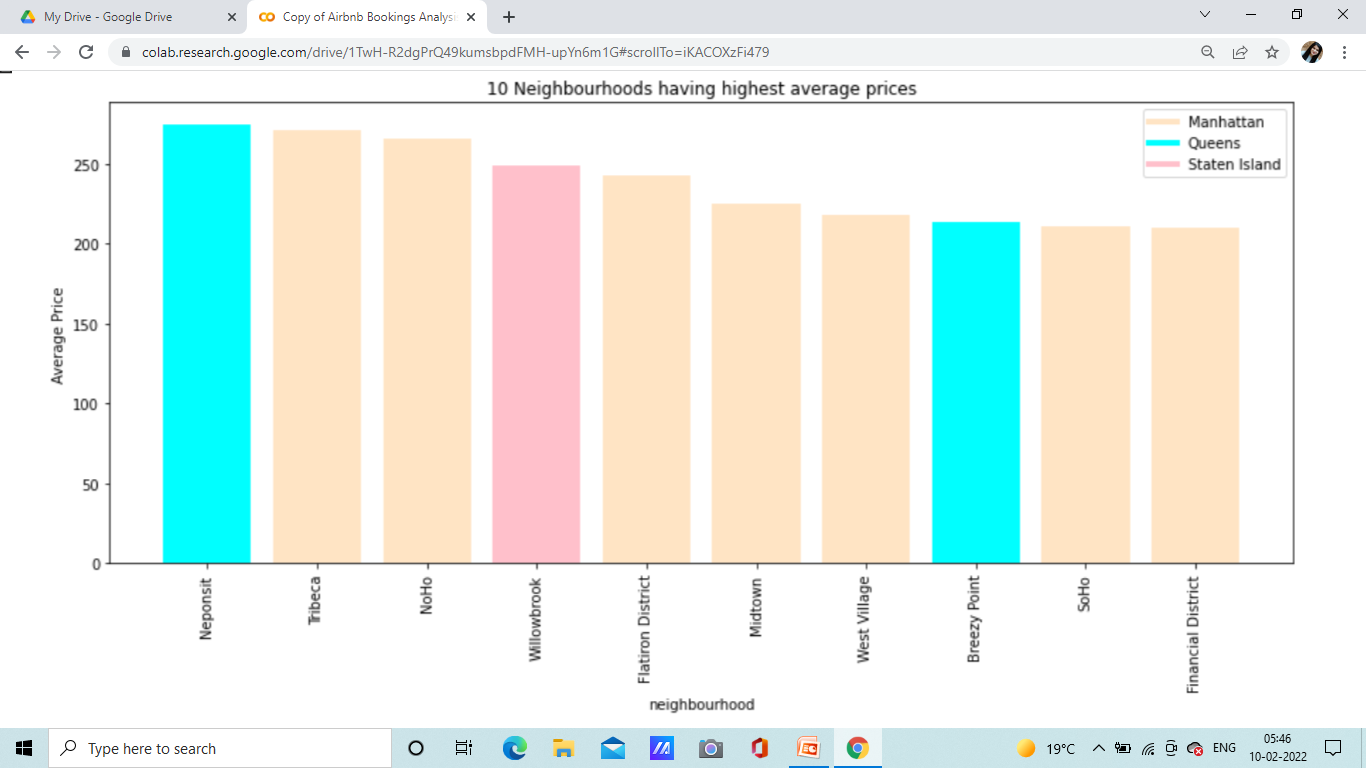 My Drive - Google Drive
Copy of Airbnb Bookings Analysis
colab.research.google.com/drive/1TwH-R2dgPrQ49kumsbpdFMH-upYn6m1G#scrollTo=iKACOXzFi479
10 Neighbourhoods having highest average prices
Manhattan
Queens
Staten Island
Average Price
250
200
150
100
50
0
Neponsit
Tribeca
NoHo
Willowbrook
Flatiron District
Midtown
West Village
Breezy Point
SoHo
Financial District
neighbourhood
Type here to search
19°C
ENG
05:46
10-02-2022